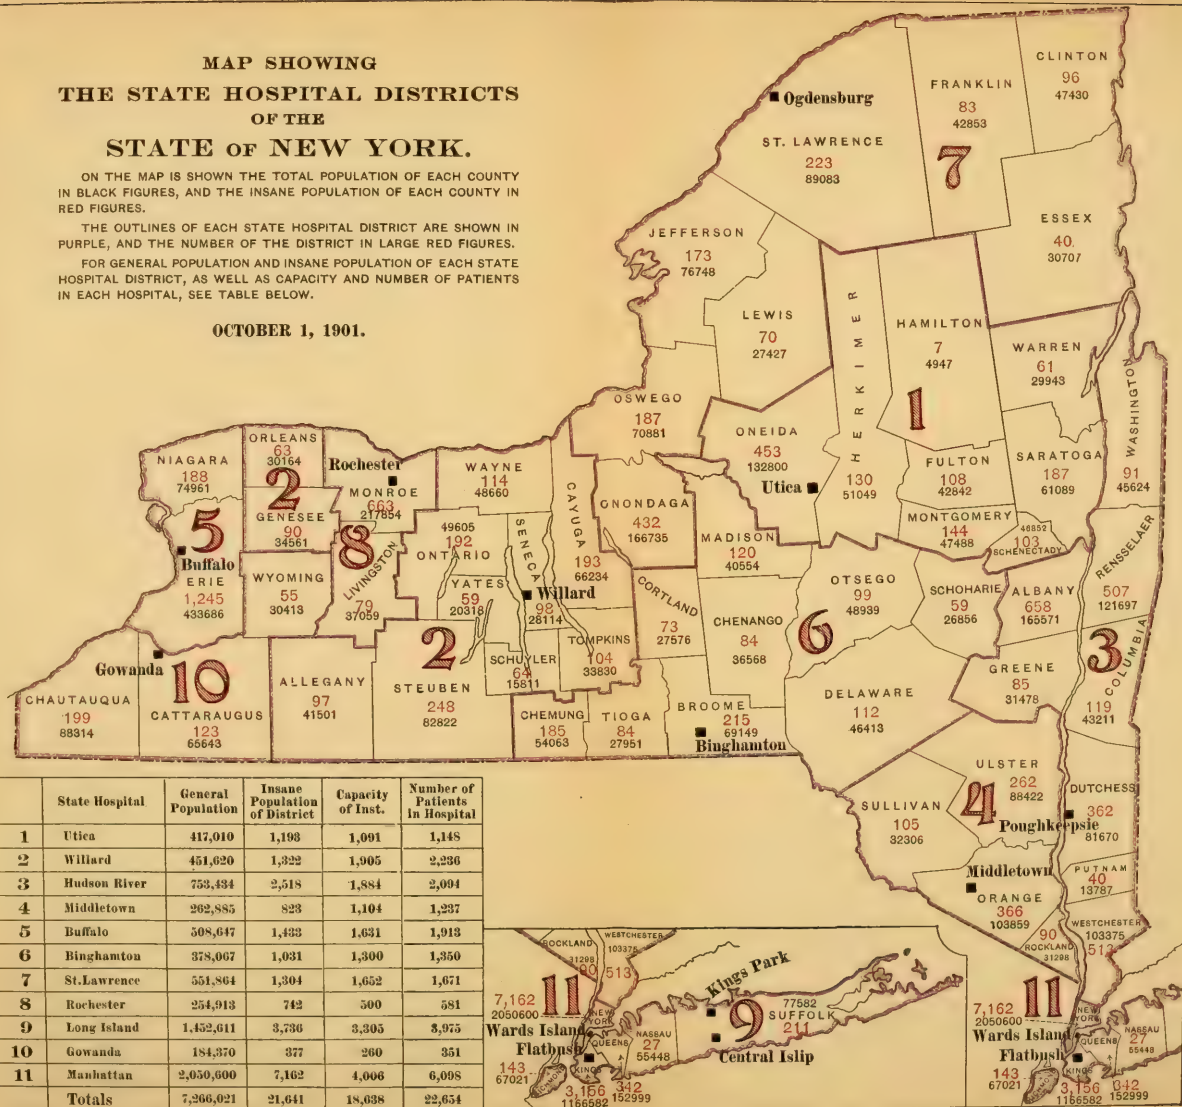 MAP SHOWING
THE STATE HOSPITAL DISTRICTS
OF THE
STATE OF NEW YORK.
ON THE MAP IS SHOWN THE TOTAL POPULATION OF EACH COUNTY
IN BLACK FIGURES, AND THE INSANE POPULATION OF EACH COUNTY IN
RED FIGURES.
THE OUTLINES OF EACH STATE HOSPITAL DISTRICT ARE SHOWN IN
PURPLE, AND THE NUMBER OF THE DISTRICT IN LARGE RED FIGURES.
FOR GENERAL POPULATION AND INSANE POPULATION OF EACH STATE
HOSPITAL DISTRICT, AS WELL AS CAPACITY AND NUMBER OF PATIENTS
IN EACH HOSPITAL, SEE TABLE BELOW.
OCTOBER 1, 1901.
CLINTON
96
47430
FRANKLIN
83
42853
7
Ogdensburg
ST. LAWRENCE
223
89083
ESSEX
40.
30707
JEFFERSON
173
76748
LEWIS
70
27427
HERKIMER
130
51049
HAMILTON
7
4947
1
WARREN
61
29943
WASHINGTON
91
45624
OSWEGO
187
70881
ONEIDA
453
132800
Utica
FULTON
108
42842
SARATOGA
187
61089
MONTGOMERY
144
47488
46852
103
SCHENECTADY
NIAGARA
188
74961
ORLEANS
63
30164
2
GENESEE
90
34561
Rochester
MONROE
663
217854
8
WAYNE
114
48660
CAYUGA
193
66234
ONONDAGA
432
166735
MADISON
120
40554
5
Buffalo
ERIE
1,245
433686
WYOMING
55
30413
LIVINGSTON
79
37059
49605
192
ONTARIO
YATES
59
20318
SENECA
Willard
98
28114
CORTLAND
73
27576
CHENANGO
84
36568
OTSEGO
99
48939
6
SCHOHARIE
59
26856
ALBANY
658
165571
RENSSELAER
507
121697
3
COLUMBIA
119
43211
GREENE
85
31478
Gowanda
10
CHAUTAUQUA
199
88314
CATTARAUGUS
123
65643
ALLEGANY
97
41501
2
STEUBEN
248
82822
SCHUYLER
64
15811
TOMPKINS
104
33830
CHEMUNG
185
54063
TIOGA
84
27951
BROOME
215
69149
Binghamton
DELAWARE
112
46413
ULSTER
262
88422
4
SULLIVAN
105
32306
DUTCHESS
362
81670
Poughkeepsie
Middletown
ORANGE
366
103859
PUTNAM
40
13787
90
ROCKLAND
31298
WESTCHESTER
103375
513
State Hospital General Population Insane Population of District Capacity of Inst. Number of Patients in Hospital
1 Utica 417,010 1,193 1,091 1,148
2 Willard 451,620 1,322 1,905 2,236
3 Hudson River 753,434 2,518 1,884 2,094
4 Middletown 262,885 823 1,104 1,237
5 Buffalo 508,647 1,433 1,631 1,913
6 Binghamton 378,067 1,031 1,300 1,350
7 St.Lawrence 551,864 1,304 1,652 1,671
8 Rochester 254,913 742 500 581
9 Long Island 1,452,611 3,736 3,305 3,975
10 Gowanda 184,370 377 260 351
11 Manhattan 2,050,600 7,162 4,006 6,098
Totals 7,266,021 21,641 18,638 22,654
ROCKLAND
31298
90
WESTCHESTER
103375
513
11
7,162
2050600
NEW YORK
Wards Island
Flatbush
143
67021
RICHMOND
QUEENS
KINGS
3,156
1166582
342
152999
NASSAU
27
55448
Kings Park
9
77582
SUFFOLK
211
Central Islip
11
7,162
2050600
NEW YORK
Wards Island
Flatbush
143
67021
RICHMOND
QUEENS
KINGS
3,156
1166582
342
152999
NASSAU
27
55448